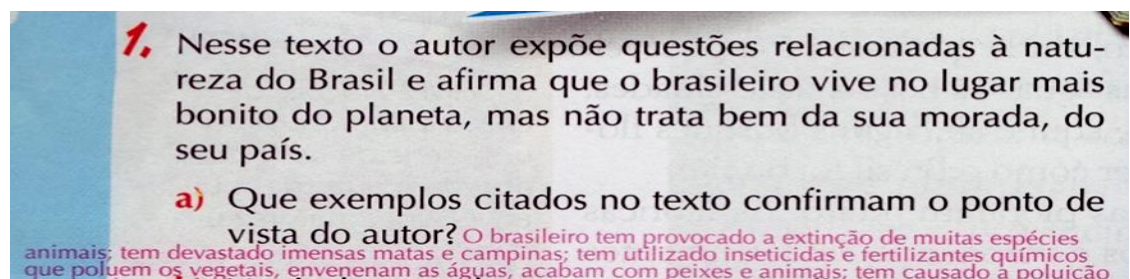 1. Nesse texto o autor expõe questões relacionadas à natu-
reza do Brasil e afirma que o brasileiro vive no lugar mais
bonito do planeta, mas não trata bem da sua morada, do
seu país.
a) Que exemplos citados no texto confirmam o ponto de
vista do autor? O brasileiro tem provocado a extinção de muitas espécies
animais; tem devastado imensas matas e campinas; tem utilizado inseticidas e fertilizantes químicos
que poluem os vegetais, envenenam as águas, acabam com peixes e animais; tem causado a poluição